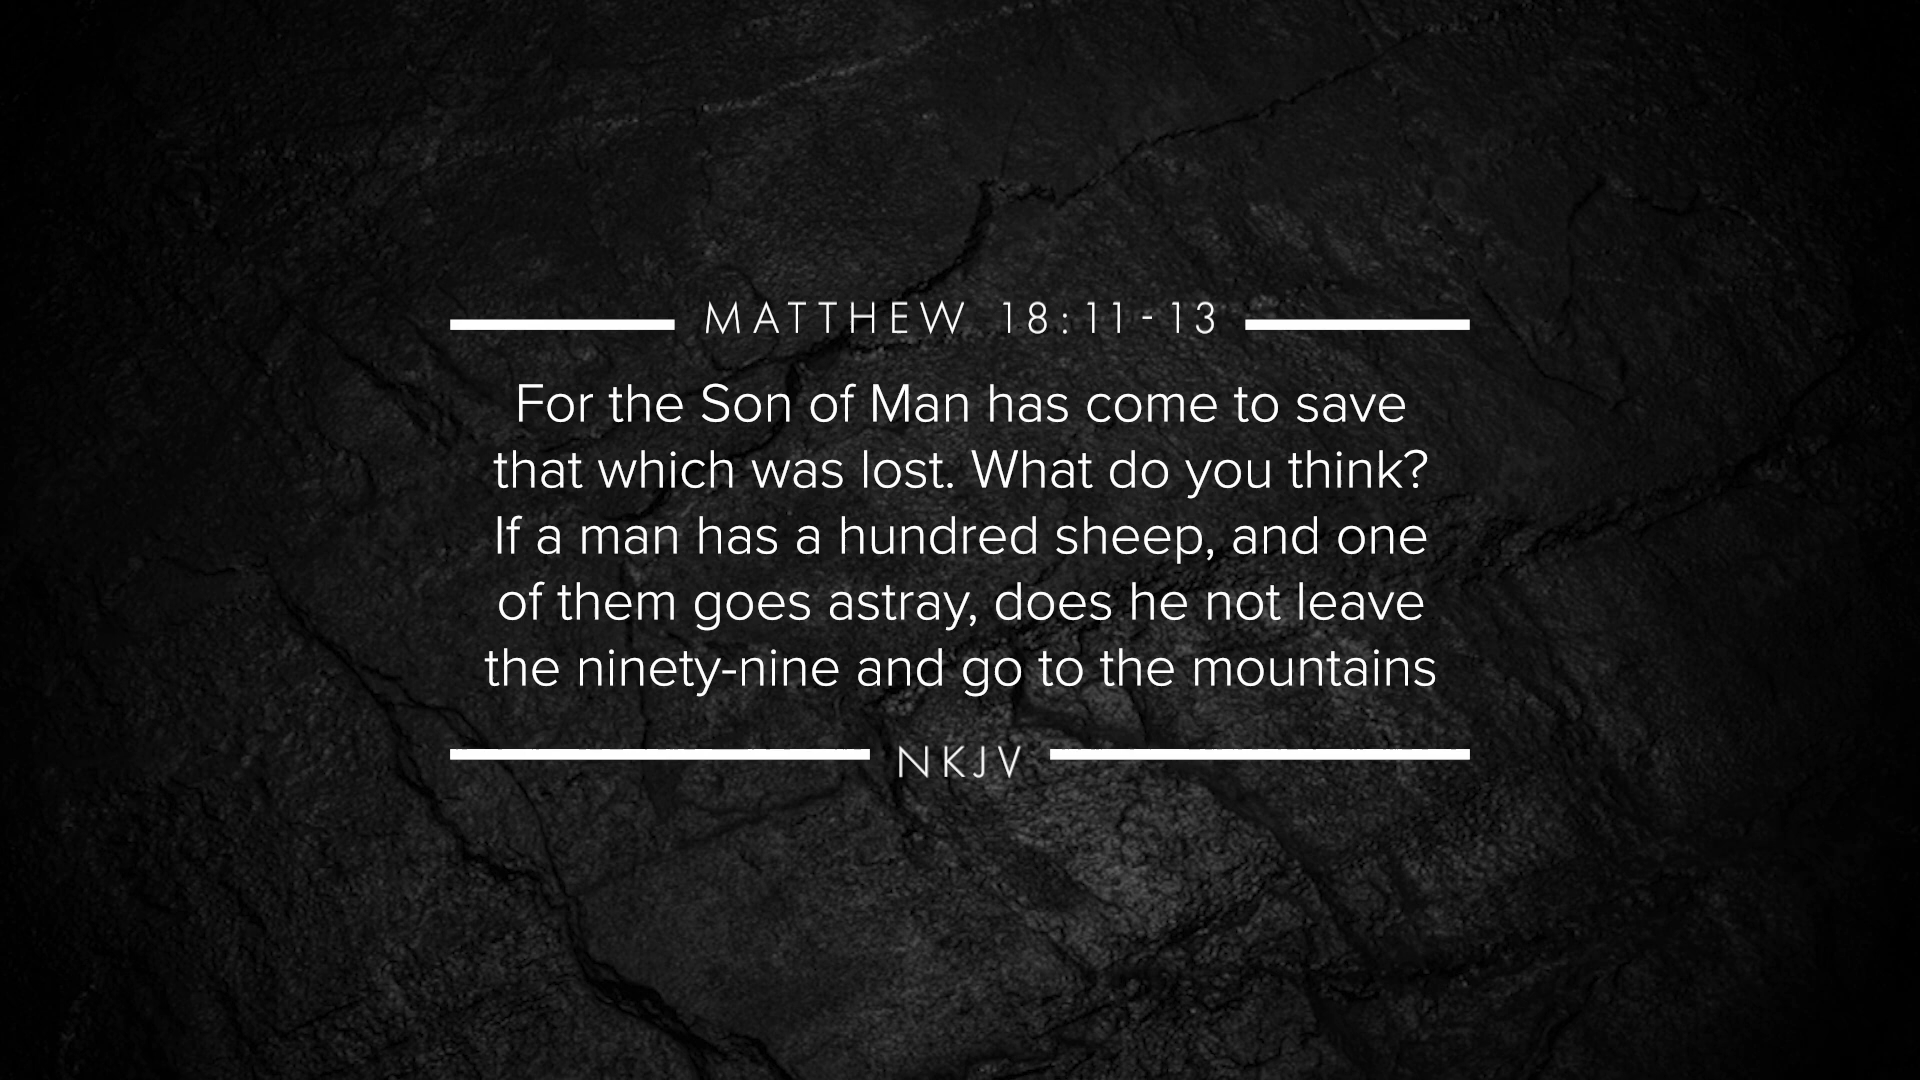 MATTHEW 18:11-13
For the Son of Man has come to save
that which was lost. What do you think?
If a man has a hundred sheep, and one
of them goes astray, does he not leave
the ninety-nine and go to the mountains
NKJV